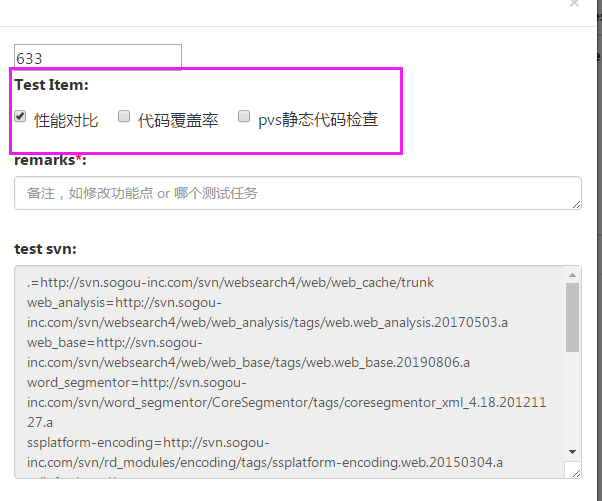 ×
633
Test Item:
性能对比 代码覆盖率 pvs静态代码检查
remarks*:
备注，如修改功能点 or 哪个测试任务
test svn:
.=http://svn.sogou-inc.com/svn/websearch4/web/web_cache/trunk
web_analysis=http://svn.sogou-
inc.com/svn/websearch4/web/web_analysis/tags/web.web_analysis.20170503.a
web_base=http://svn.sogou-
inc.com/svn/websearch4/web/web_base/tags/web.web_base.20190806.a
word_segmentor=http://svn.sogou-
inc.com/svn/word_segmentor/CoreSegmentor/tags/coresegmentor_xml_4.18.201211
27.a
ssplatform-encoding=http://svn.sogou-
inc.com/svn/rd_modules/encoding/tags/ssplatform-encoding.web.20150304.a